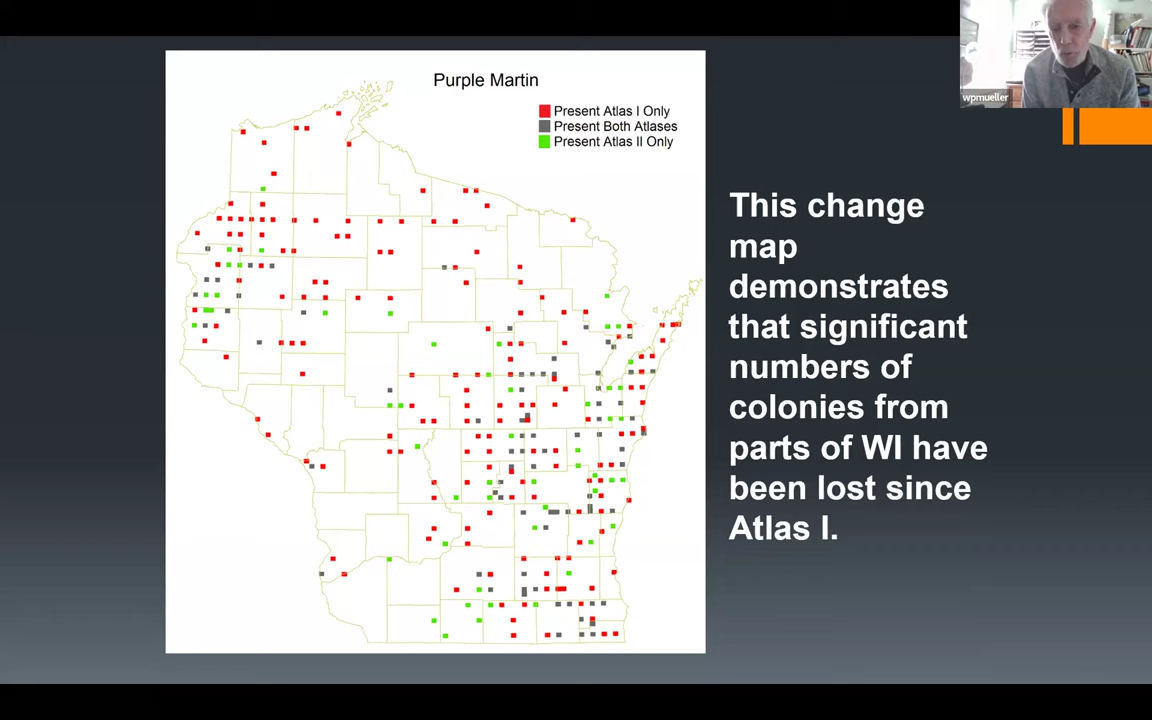 Purple Martin
Present Atlas I Only
Present Both Atlases
Present Atlas II Only
wpmueller
This change
map
demonstrates
that significant
numbers of
colonies from
parts of WI have
been lost since
Atlas I.